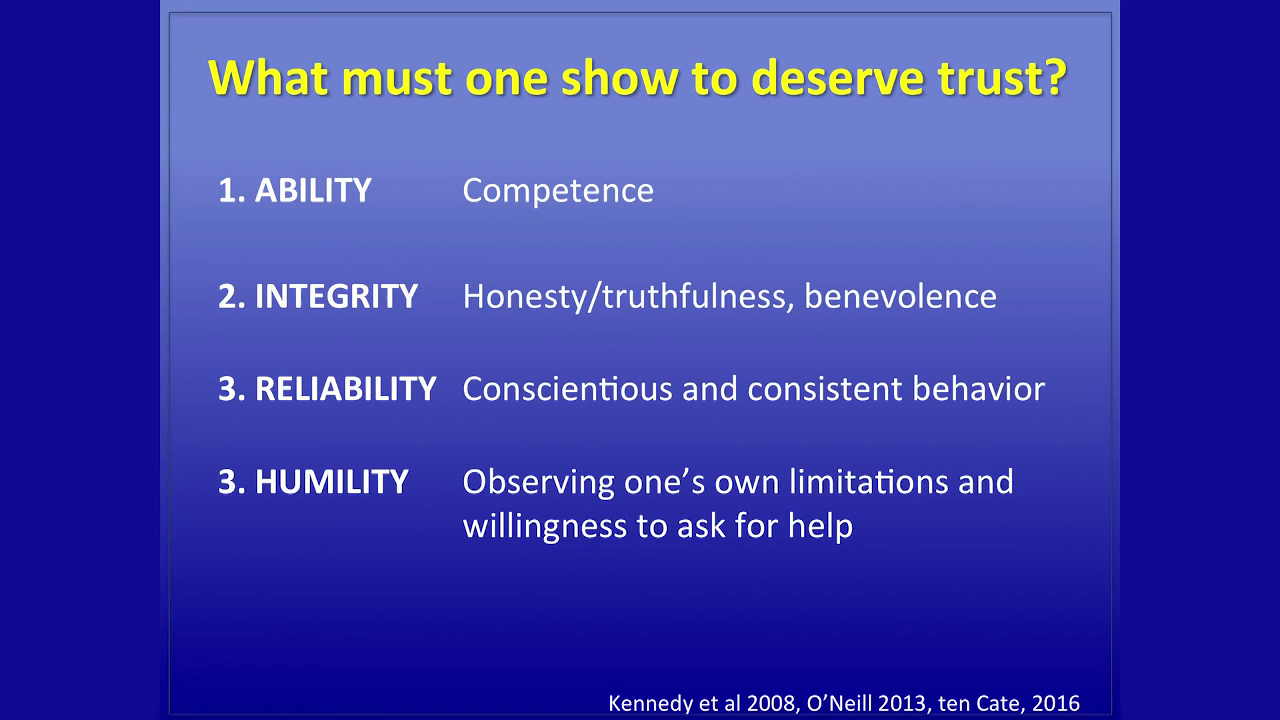 What must one show to deserve trust?
1. ABILITY Competence
2. INTEGRITY Honesty/truthfulness, benevolence
3. RELIABILITY Conscientious and consistent behavior
3. HUMILITY Observing one’s own limitations and
willingness to ask for help
Kennedy et al 2008, O’Neill 2013, ten Cate, 2016